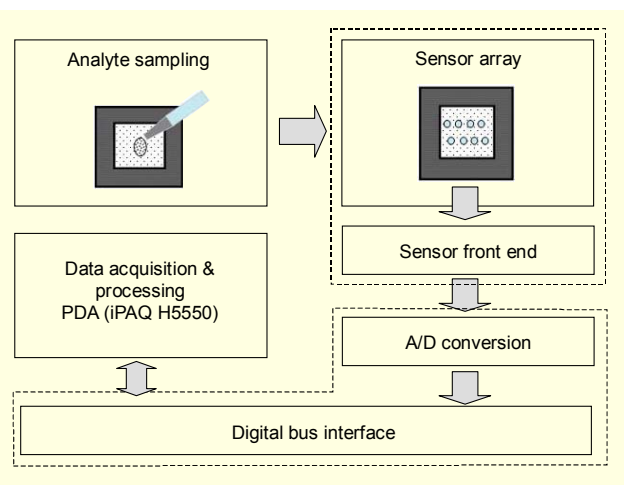 Analyte sampling
Sensor array
Sensor front end
Data acquisition &
processing
PDA (iPAQ H5550)
A/D conversion
Digital bus interface